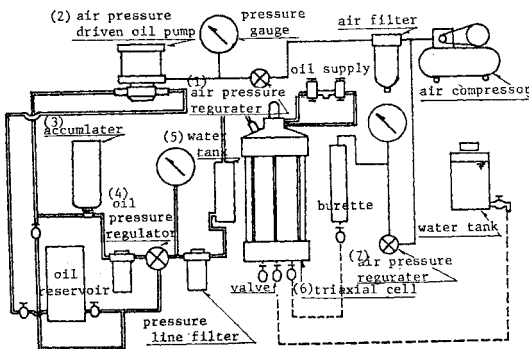 (2) air pressure
driven oil pump
pressure
gauge
air filter
oil supply
air compressor
(1)
air pressure
regurater
(3)
accumlater
(5) water
tank
(4)
oil
pressure
regulator
burette
water tank
oil
reservoir
(7)
air pressure
regurater
valve
(6) triaxial cell
pressure
line filter